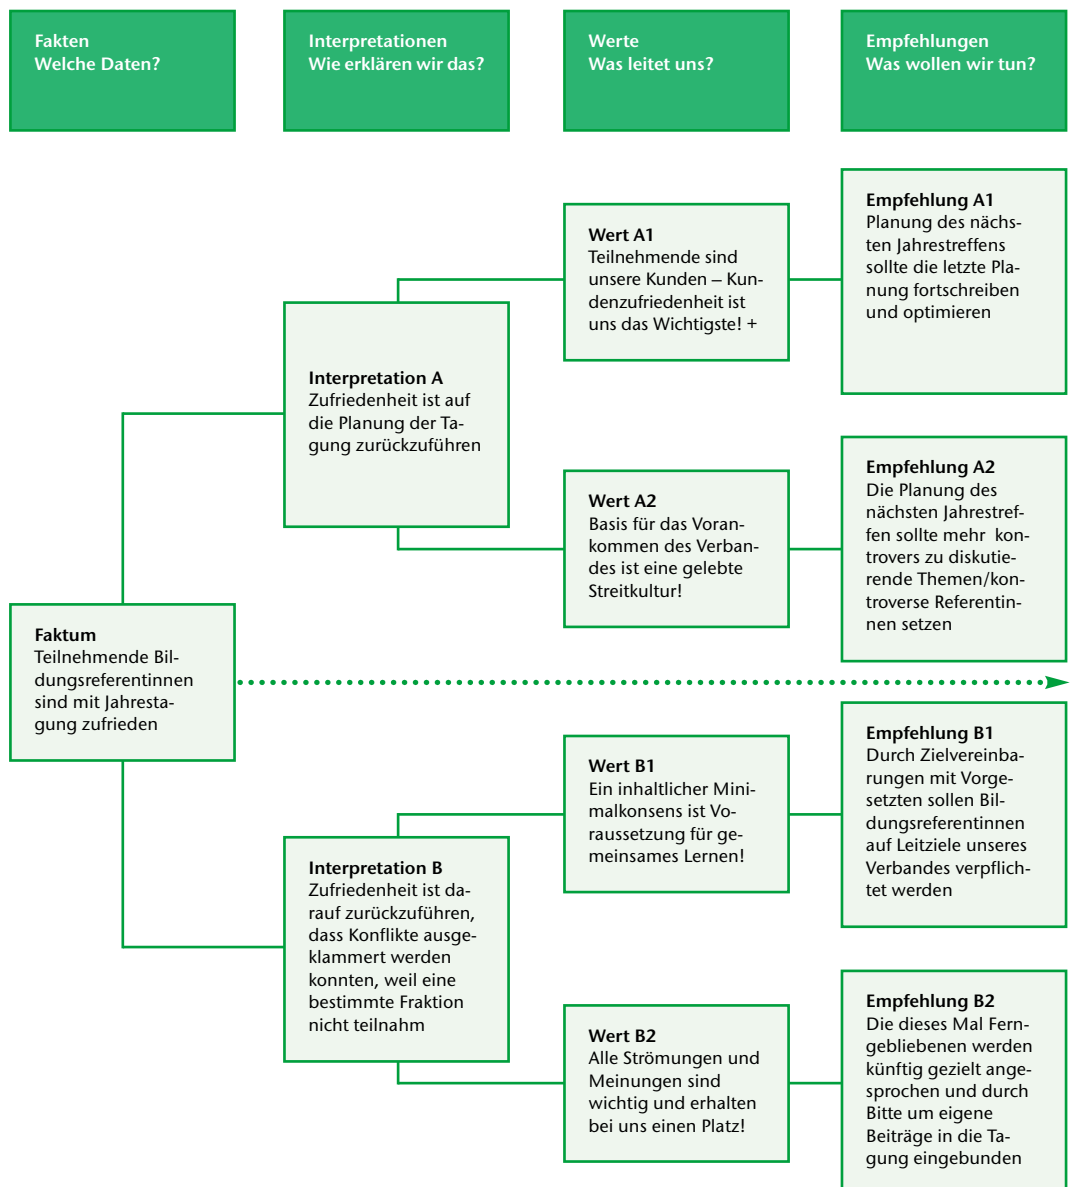 Fakten
Welche Daten?
Interpretationen
Wie erklären wir das?
Werte
Was leitet uns?
Empfehlungen
Was wollen wir tun?
Faktum
Teilnehmende Bil-
dungsreferentinnen
sind mit Jahresta-
gung zufrieden
Interpretation A
Zufriedenheit ist auf
die Planung der Ta-
gung zurückzuführen
Wert A1
Teilnehmende sind
unsere Kunden – Kun-
denzufriedenheit ist
uns das Wichtigste! +
Empfehlung A1
Planung des nächs-
ten Jahrestreffens
sollte die letzte Pla-
nung fortschreiben
und optimieren
Wert A2
Basis für das Voran-
kommen des Verban-
des ist eine gelebte
Streitkultur!
Empfehlung A2
Die Planung des
nächsten Jahrestref-
fen sollte mehr  kon-
trovers zu diskutie-
rende Themen/kon-
troverse Referentin-
nen setzen
Interpretation B
Zufriedenheit ist da-
rauf zurückzuführen,
dass Konflikte ausge-
klammert werden
konnten, weil eine
bestimmte Fraktion
nicht teilnahm
Wert B1
Ein inhaltlicher Mini-
malkonsens ist Vo-
raussetzung für ge-
meinsames Lernen!
Empfehlung B1
Durch Zielvereinba-
rungen mit Vorge-
setzten sollen Bil-
dungsreferentinnen
auf Leitziele unseres
Verbandes verpflich-
tet werden
Wert B2
Alle Strömungen und
Meinungen sind
wichtig und erhalten
bei uns einen Platz!
Empfehlung B2
Die dieses Mal Fern-
gebliebenen werden
künftig gezielt ange-
sprochen und durch
Bitte um eigene
Beiträge in die Ta-
gung eingebunden